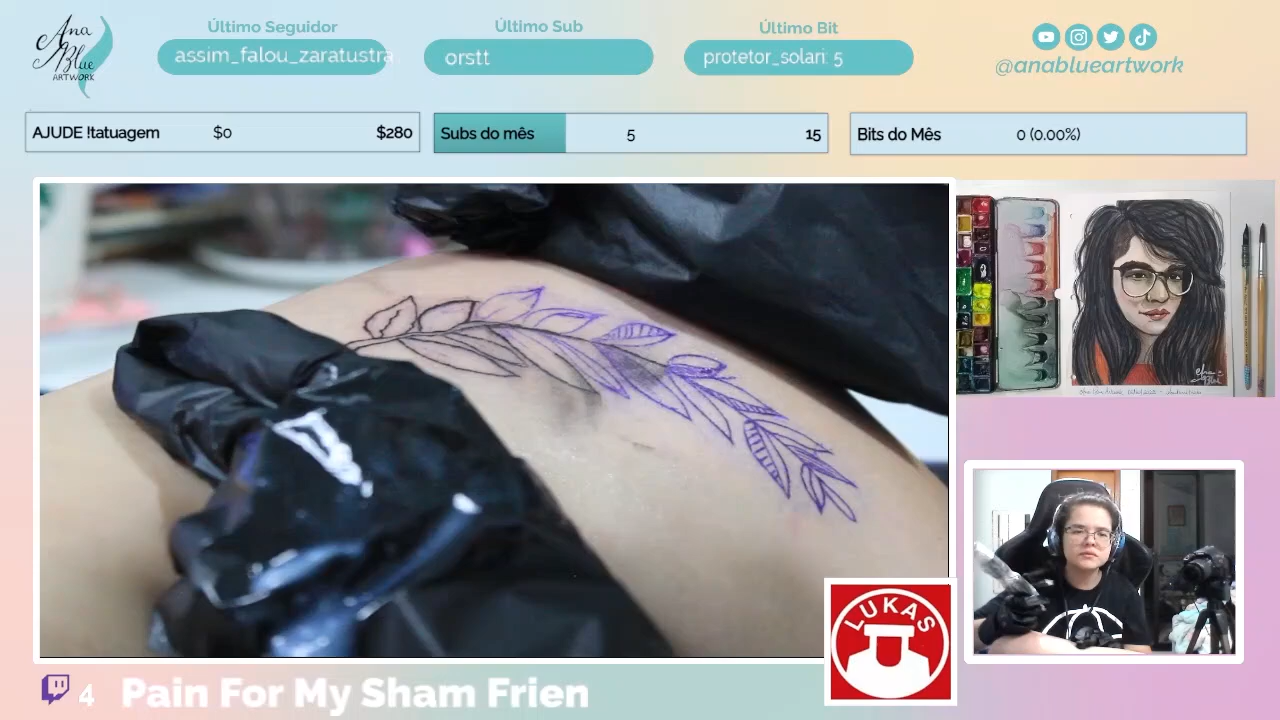 Ana
Blue
ARTWORK
Último Seguidor
assim_falou_zaratustra
Último Sub
orstt
Último Bit
protetor_solari: 5
@anablueartwork
AJUDE !tatuagem $0 $280
Subs do mês 5 15
Bits do Mês 0 (0.00%)
LUKAS
4 Pain For My Sham Frien